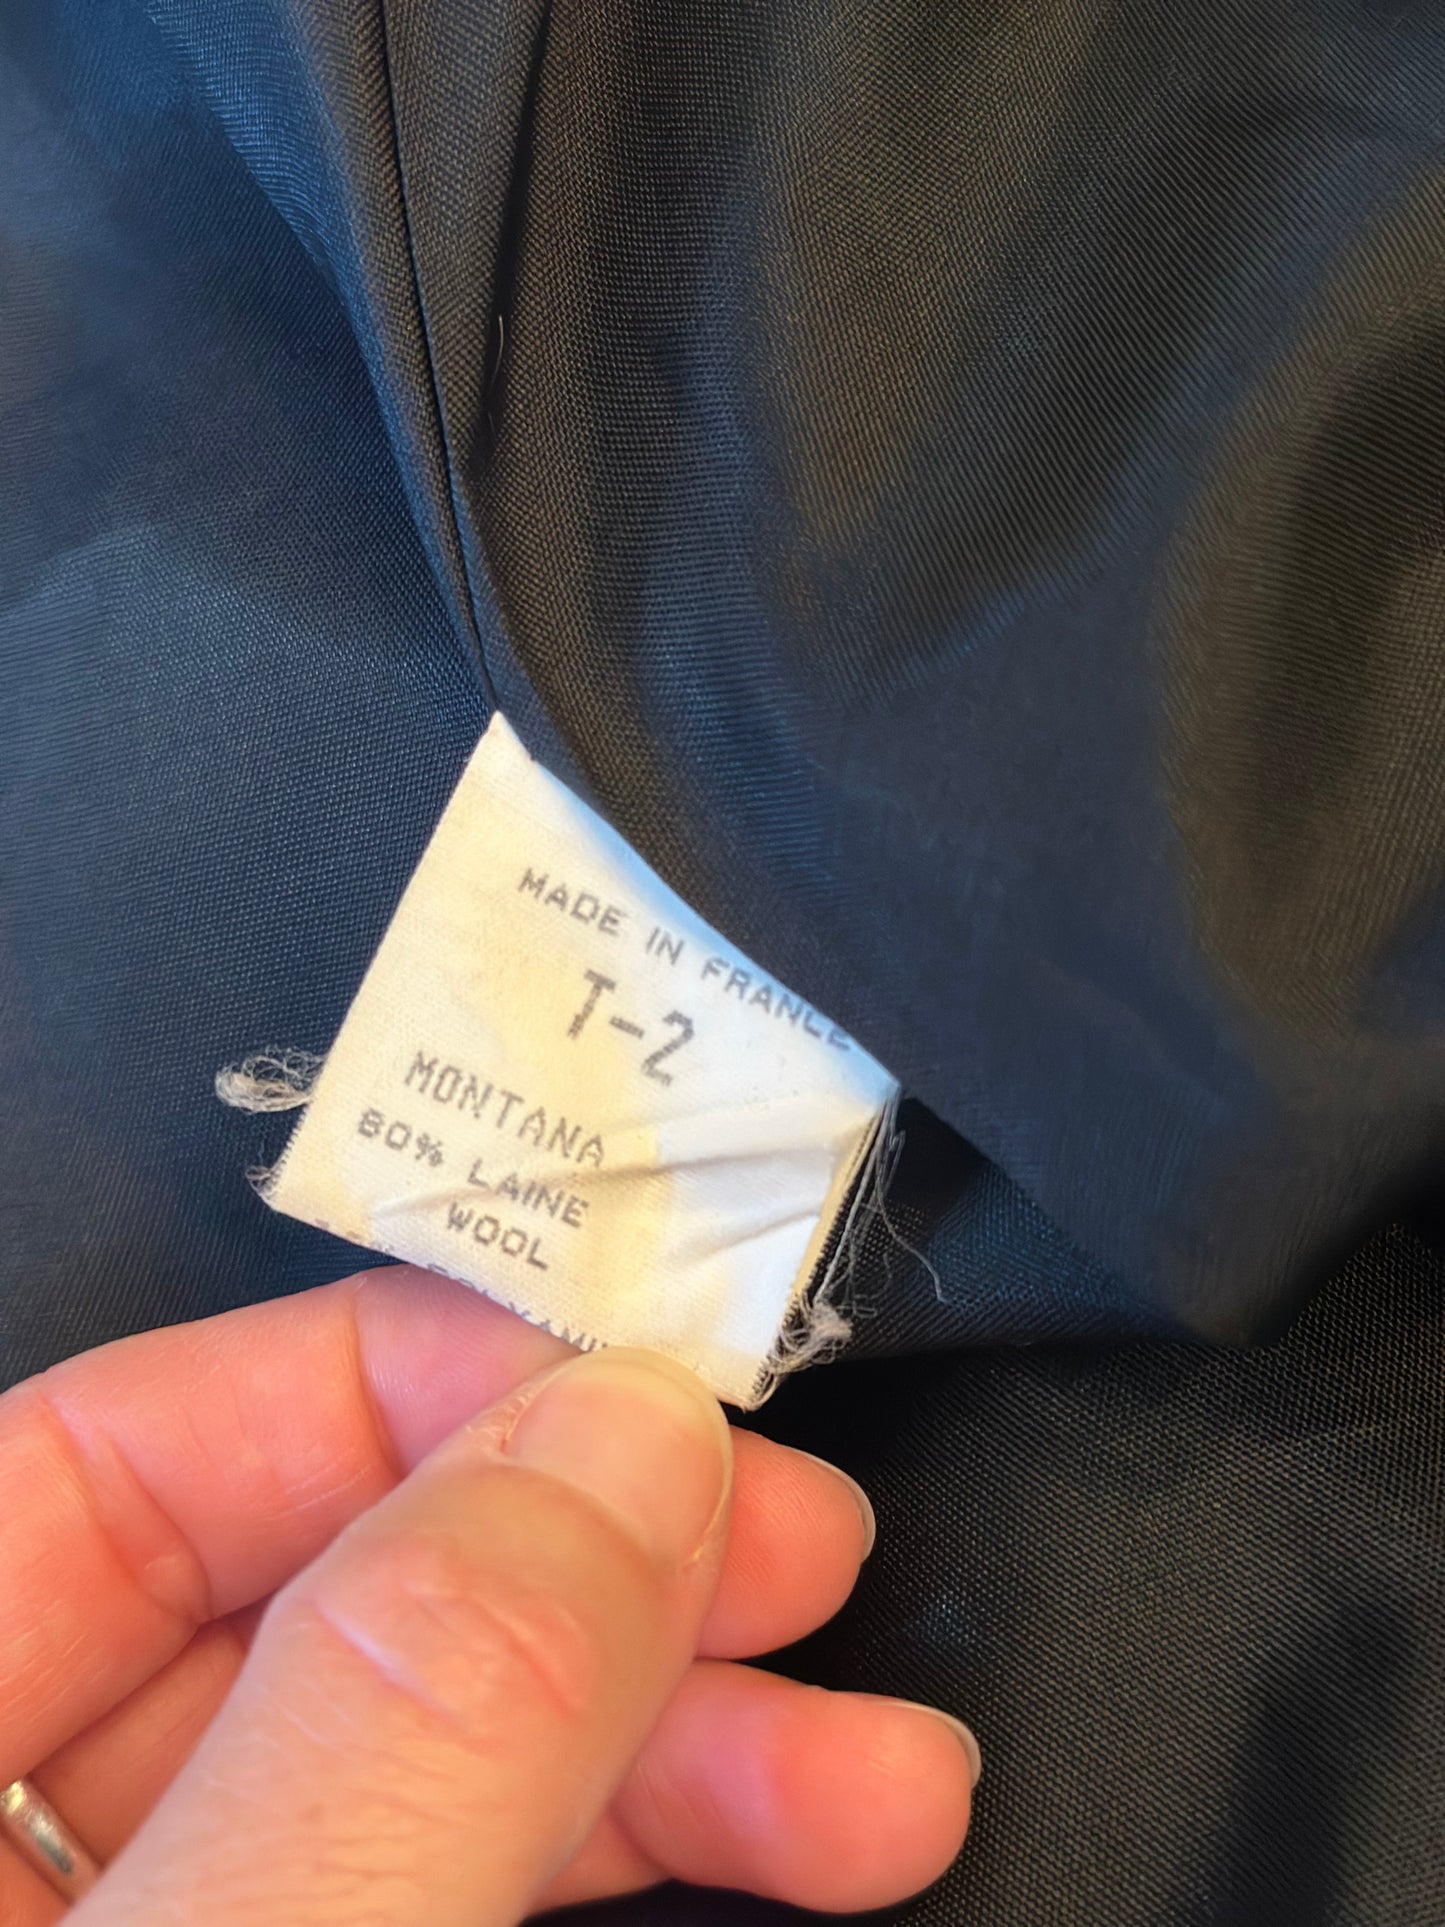 MADE IN FRANCE
T-2
MONTANA
80% LAINE
WOOL